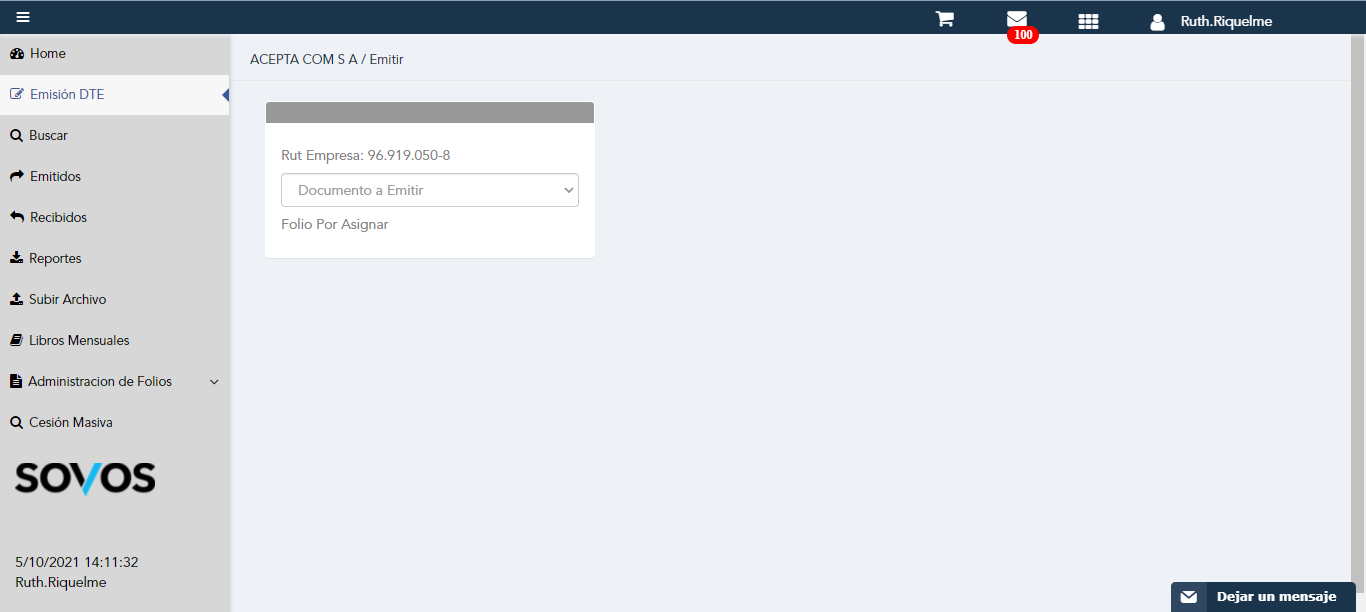 Ruth.Riquelme
100
Home
Emisión DTE
Buscar
Emitidos
Recibidos
Reportes
Subir Archivo
Libros Mensuales
Administracion de Folios
Cesión Masiva
SOVOS
5/10/2021 14:11:32
Ruth.Riquelme
ACEPTA COM S A / Emitir
Rut Empresa: 96.919.050-8
Documento a Emitir
Folio Por Asignar
Dejar un mensaje